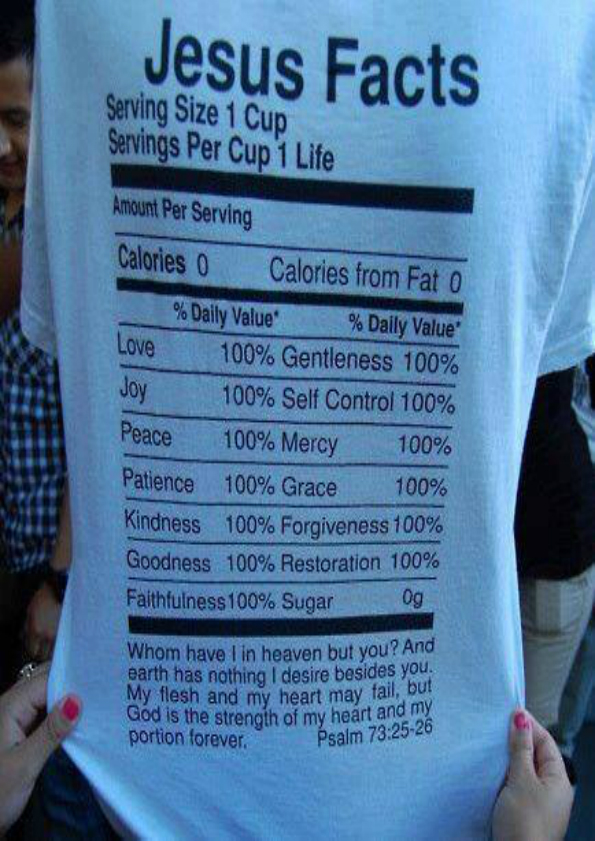 Jesus Facts
Serving Size 1 Cup
Servings Per Cup 1 Life
Amount Per Serving
Calories 0 Calories from Fat 0
% Daily Value* % Daily Value*
Love 100% Gentleness 100%
Joy 100% Self Control 100%
Peace 100% Mercy 100%
Patience 100% Grace 100%
Kindness 100% Forgiveness 100%
Goodness 100% Restoration 100%
Faithfulness 100% Sugar 0g
Whom have I in heaven but you? And
earth has nothing I desire besides you.
My flesh and my heart may fail, but
God is the strength of my heart and my
portion forever. Psalm 73:25-26